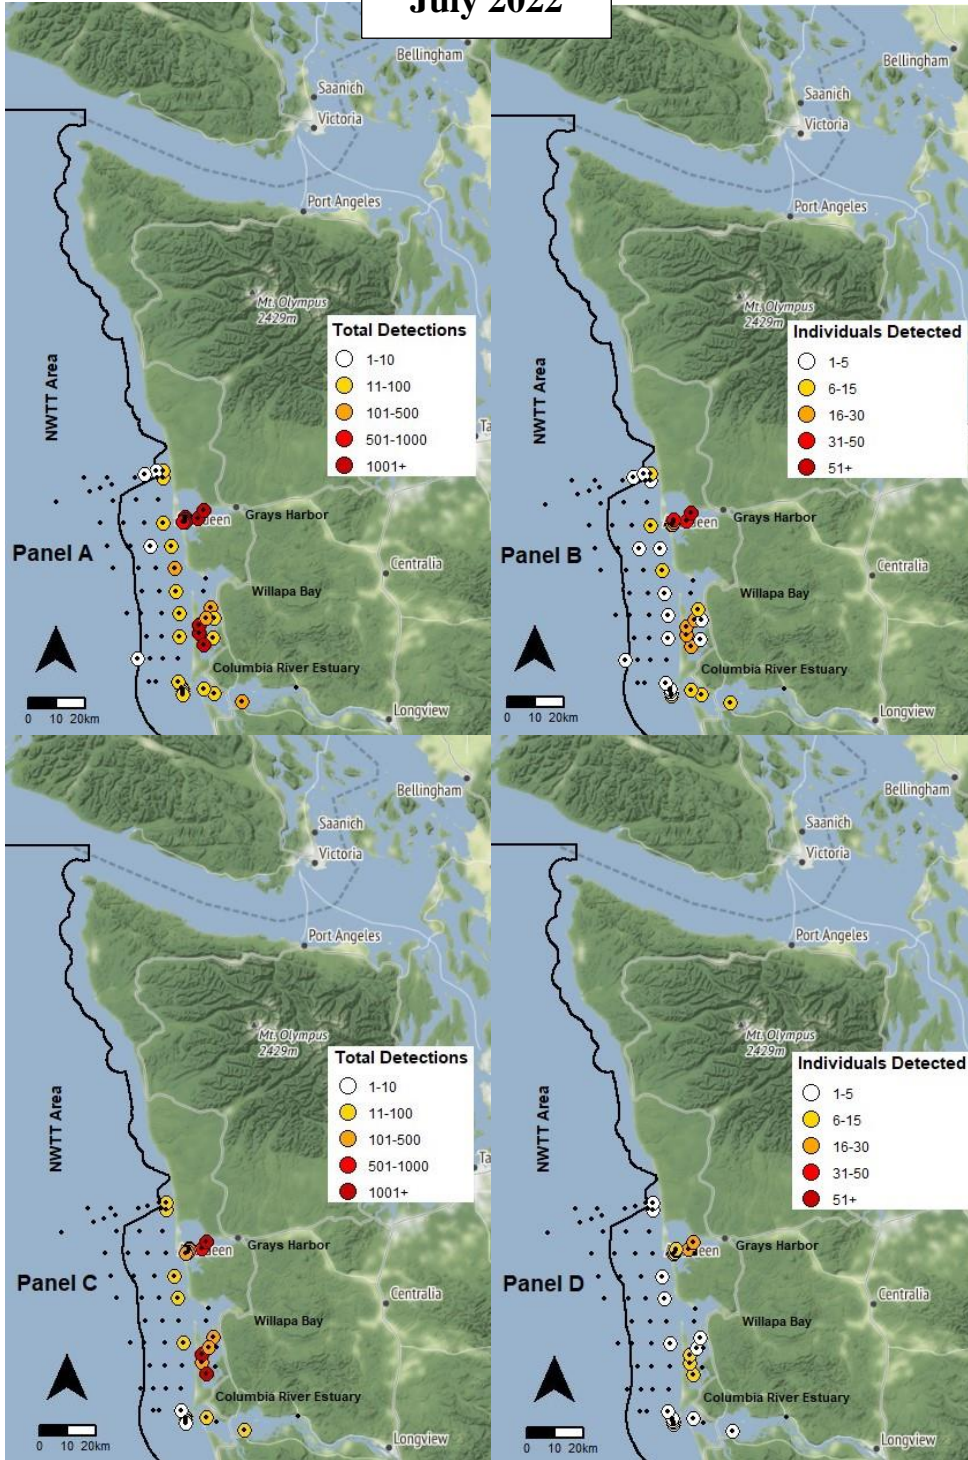 July 2022
Bellingham
Saanich
Victoria
Port Angeles
Mt. Olympus
2429m
NWTT Area
Total Detections
1-10
11-100
101-500
501-1000
1001+
Ta
Grays Harbor
Panel A
Centralia
Willapa Bay
Columbia River Estuary
Longview
0 10 20km
Bellingham
Saanich
Victoria
Port Angeles
Mt. Olympus
2429m
NWTT Area
Individuals Detected
1-5
6-15
16-30
31-50
51+
Grays Harbor
Panel B
Centralia
Willapa Bay
Columbia River Estuary
Longview
0 10 20km
Bellingham
Saanich
Victoria
Port Angeles
Mt. Olympus
2429m
NWTT Area
Total Detections
1-10
11-100
101-500
501-1000
1001+
Ta
Grays Harbor
Panel C
Centralia
Willapa Bay
Columbia River Estuary
Longview
0 10 20km
Bellingham
Saanich
Victoria
Port Angeles
Mt. Olympus
2429m
NWTT Area
Individuals Detected
1-5
6-15
16-30
31-50
51+
Grays Harbor
Panel D
Centralia
Willapa Bay
Columbia River Estuary
Longview
0 10 20km